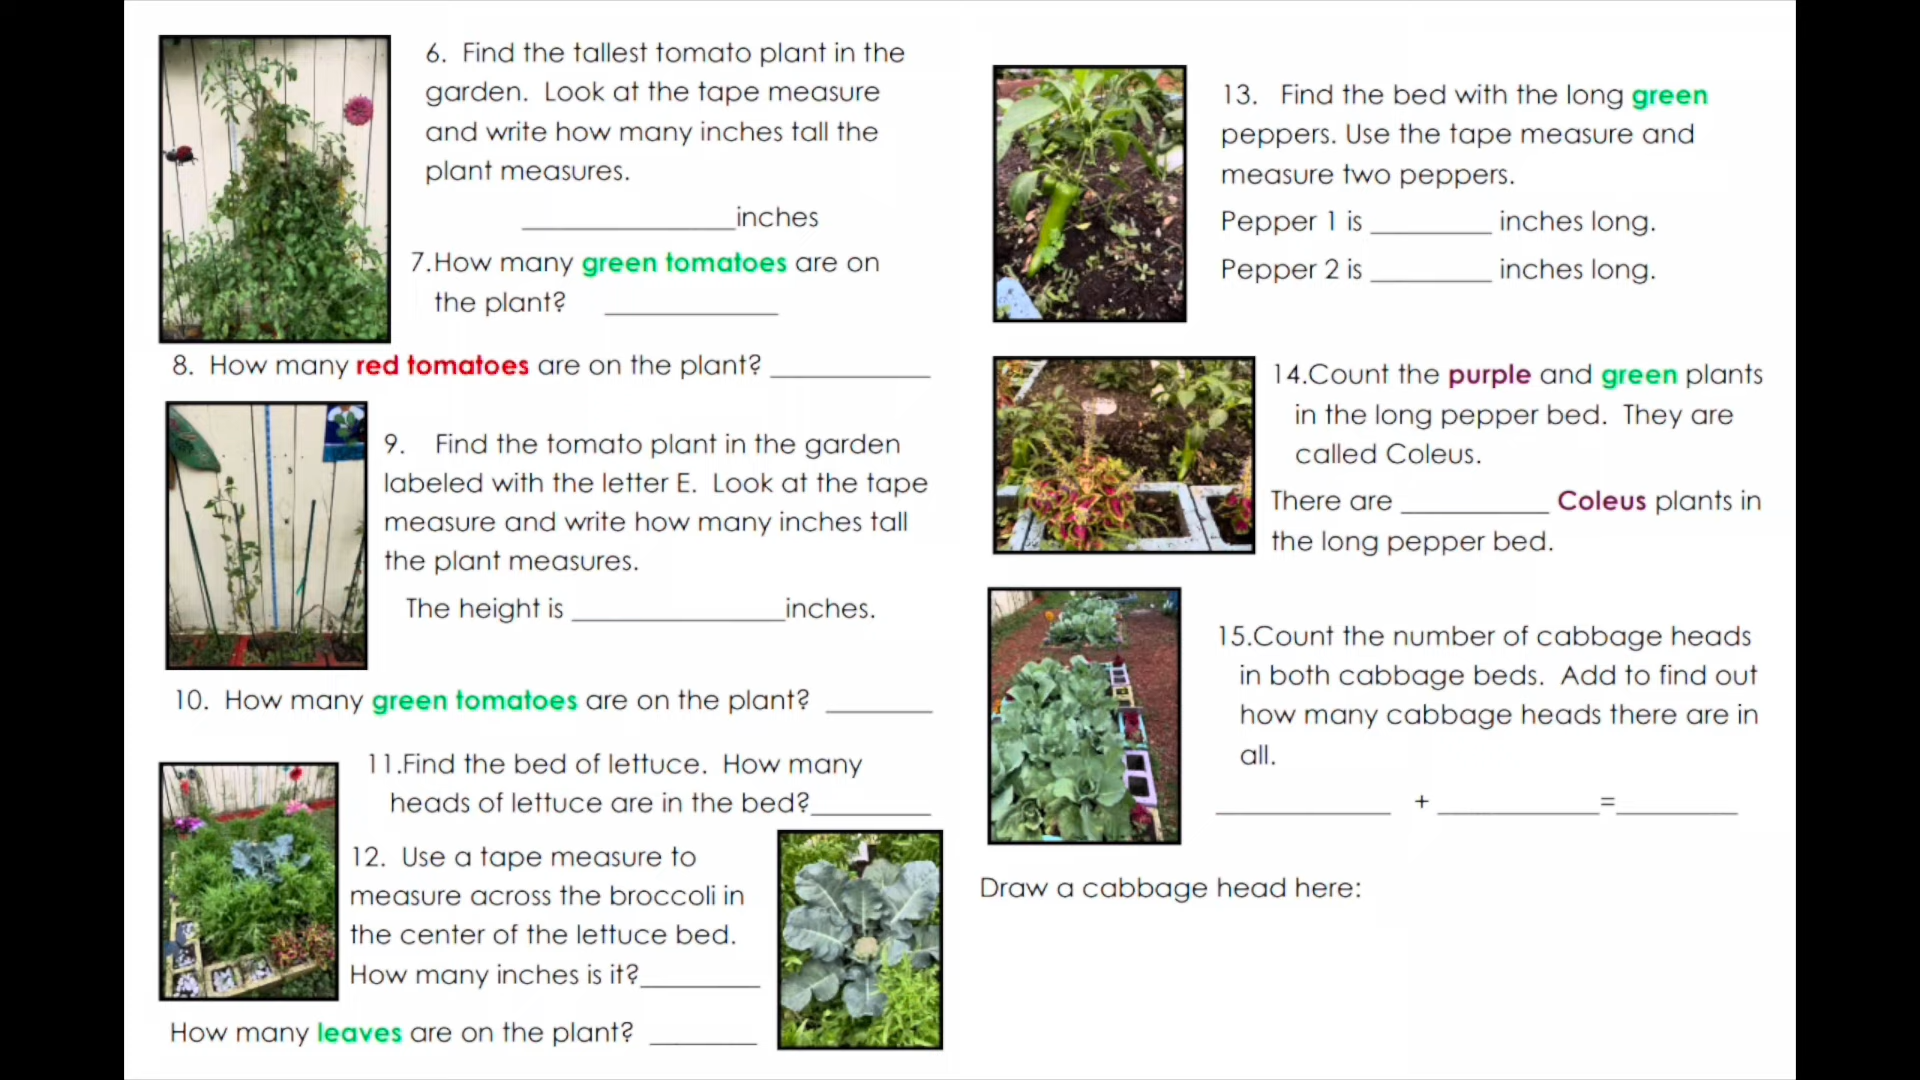 6. Find the tallest tomato plant in the
garden. Look at the tape measure
and write how many inches tall the
plant measures.
_______________inches
7.How many green tomatoes are on
the plant? ____________
8. How many red tomatoes are on the plant? ___________
9. Find the tomato plant in the garden
labeled with the letter E. Look at the tape
measure and write how many inches tall
the plant measures.
The height is ________________inches.
10. How many green tomatoes are on the plant? ________
11.Find the bed of lettuce. How many
heads of lettuce are in the bed?_________
12. Use a tape measure to
measure across the broccoli in
the center of the lettuce bed.
How many inches is it?_________
How many leaves are on the plant? ________
13. Find the bed with the long green
peppers. Use the tape measure and
measure two peppers.
Pepper 1 is _________ inches long.
Pepper 2 is _________ inches long.
14.Count the purple and green plants
in the long pepper bed. They are
called Coleus.
There are ___________ Coleus plants in
the long pepper bed.
15.Count the number of cabbage heads
in both cabbage beds. Add to find out
how many cabbage heads there are in
all.
_____________ + ____________=_________
Draw a cabbage head here: